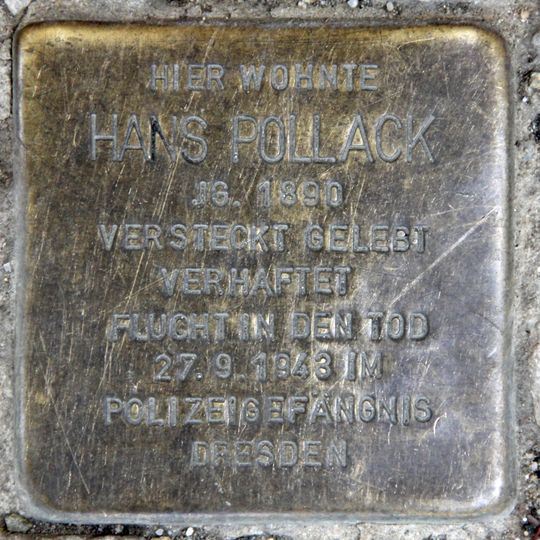 HIER WOHNTE
HANS POLLACK
JG. 1890
VERSTECKT GELEBT
VERHAFTET
FLUCHT IN DEN TOD
27.9.1943 IM
POLIZEIGEFÄNGNIS
DRESDEN